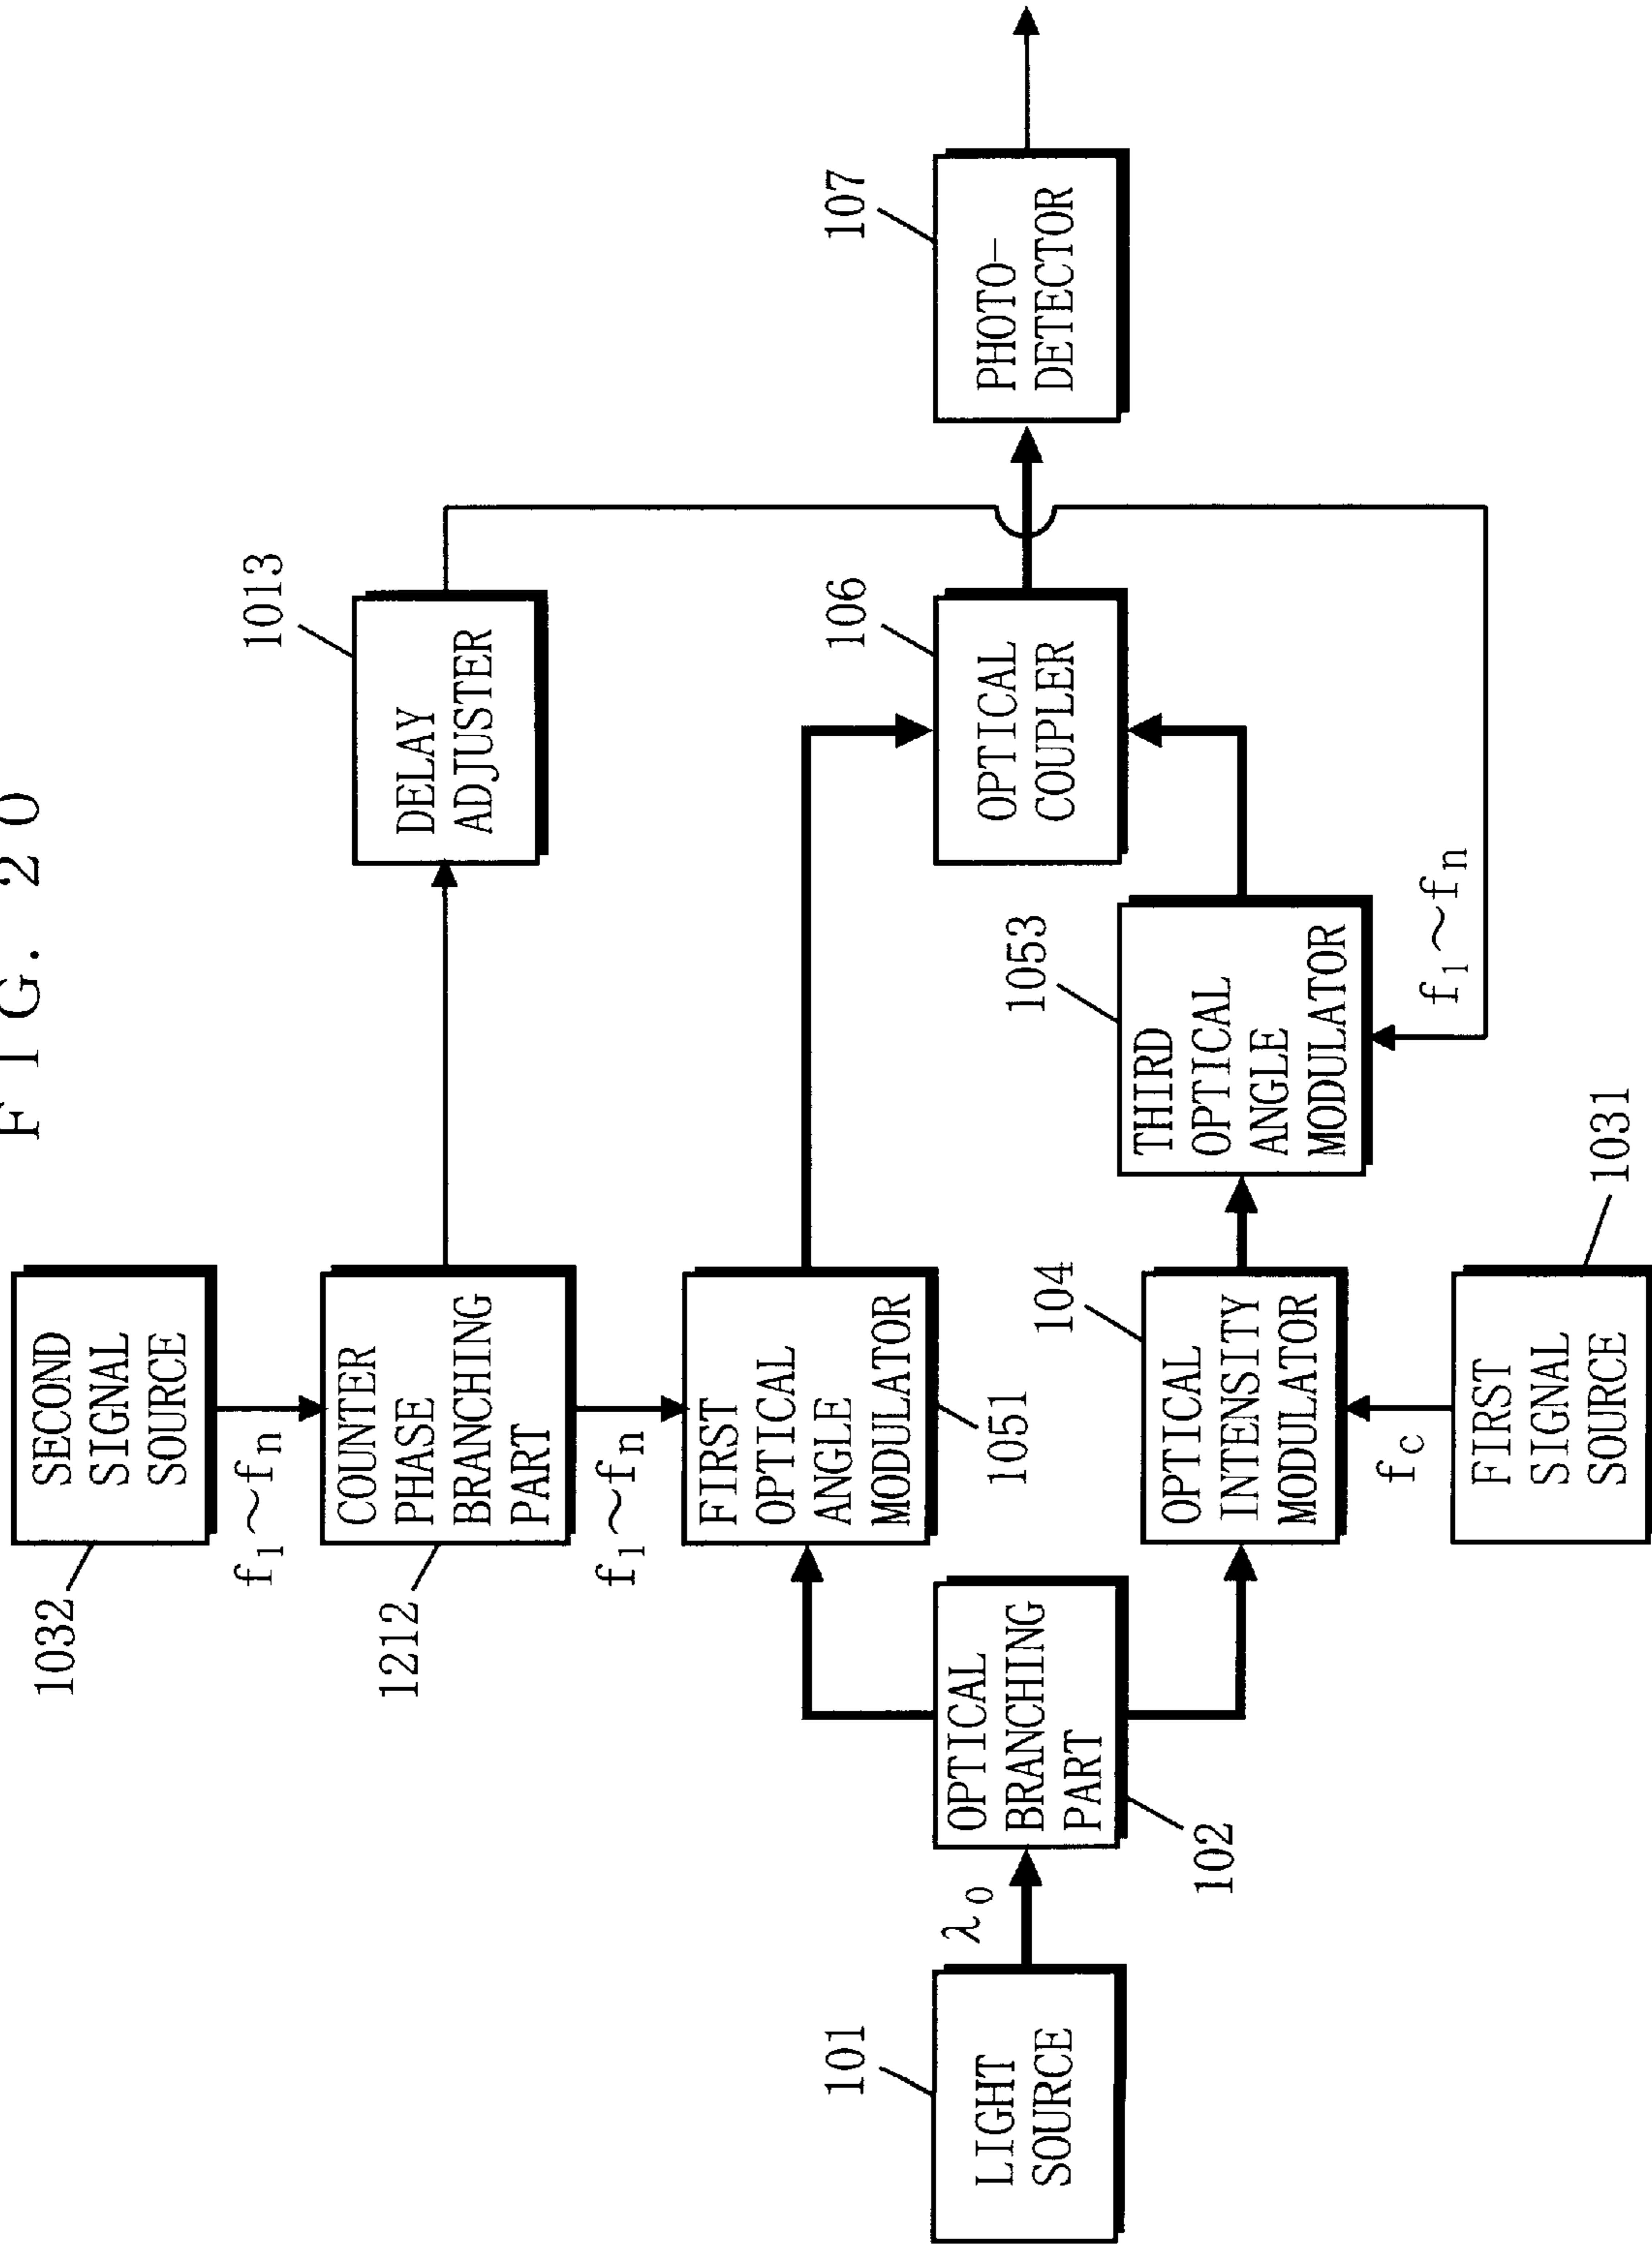 F I G. 2 0
1032
SECOND
SIGNAL
SOURCE
f₁～fₙ
1212
COUNTER
PHASE
BRANCHING
PART
1013
DELAY
ADJUSTER
f₁～fₙ
FIRST
OPTICAL
ANGLE
MODULATOR
1051
101
LIGHT
SOURCE
λ₀
OPTICAL
BRANCHING
PART
102
106
OPTICAL
COUPLER
107
PHOTO-
DETECTOR
104
OPTICAL
INTENSITY
MODULATOR
1053
THIRD
OPTICAL
ANGLE
MODULATOR
f₁～fₙ
f_C
FIRST
SIGNAL
SOURCE
1031